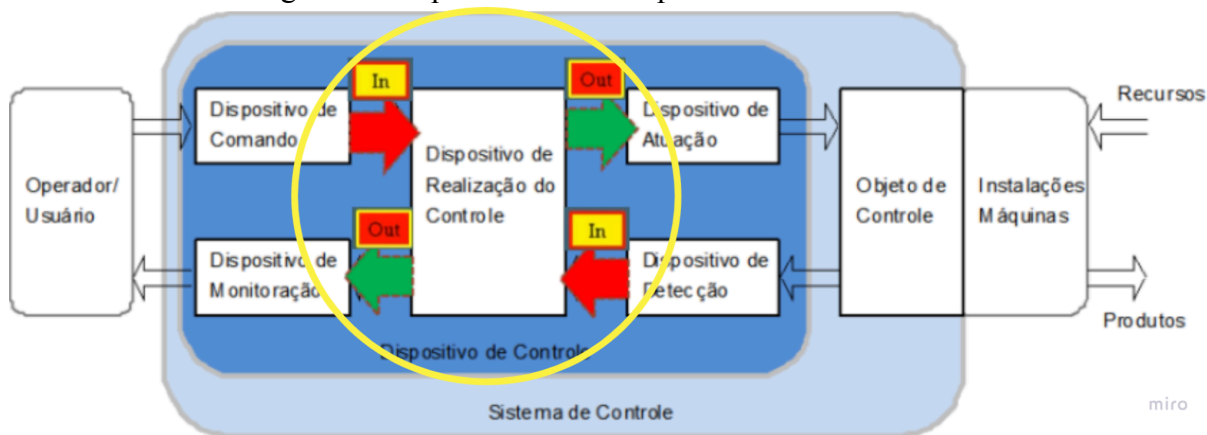 In
Out
Dispositivo de
Comando
Dispositivo de
Realização do
Controle
Dispositivo de
Atuação
Recursos
Operador/
Usuário
Objeto de
Controle
Instalações
Máquinas
Out
In
Dispositivo de
Monitoração
Dispositivo de
Detecção
Produtos
Dispositivo de Controle
Sistema de Controle
miro